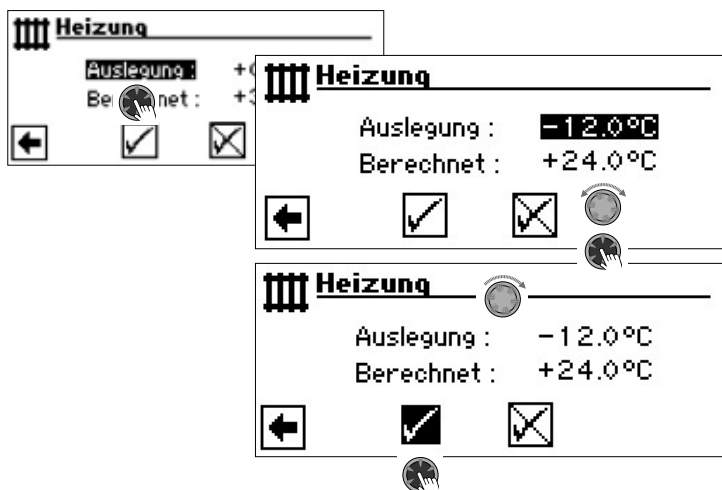 Heizung
Auslegung :
Heizung
Auslegung : -12.0°C
Berechnet : +24.0°C
Heizung
Auslegung : -12.0°C
Berechnet : +24.0°C